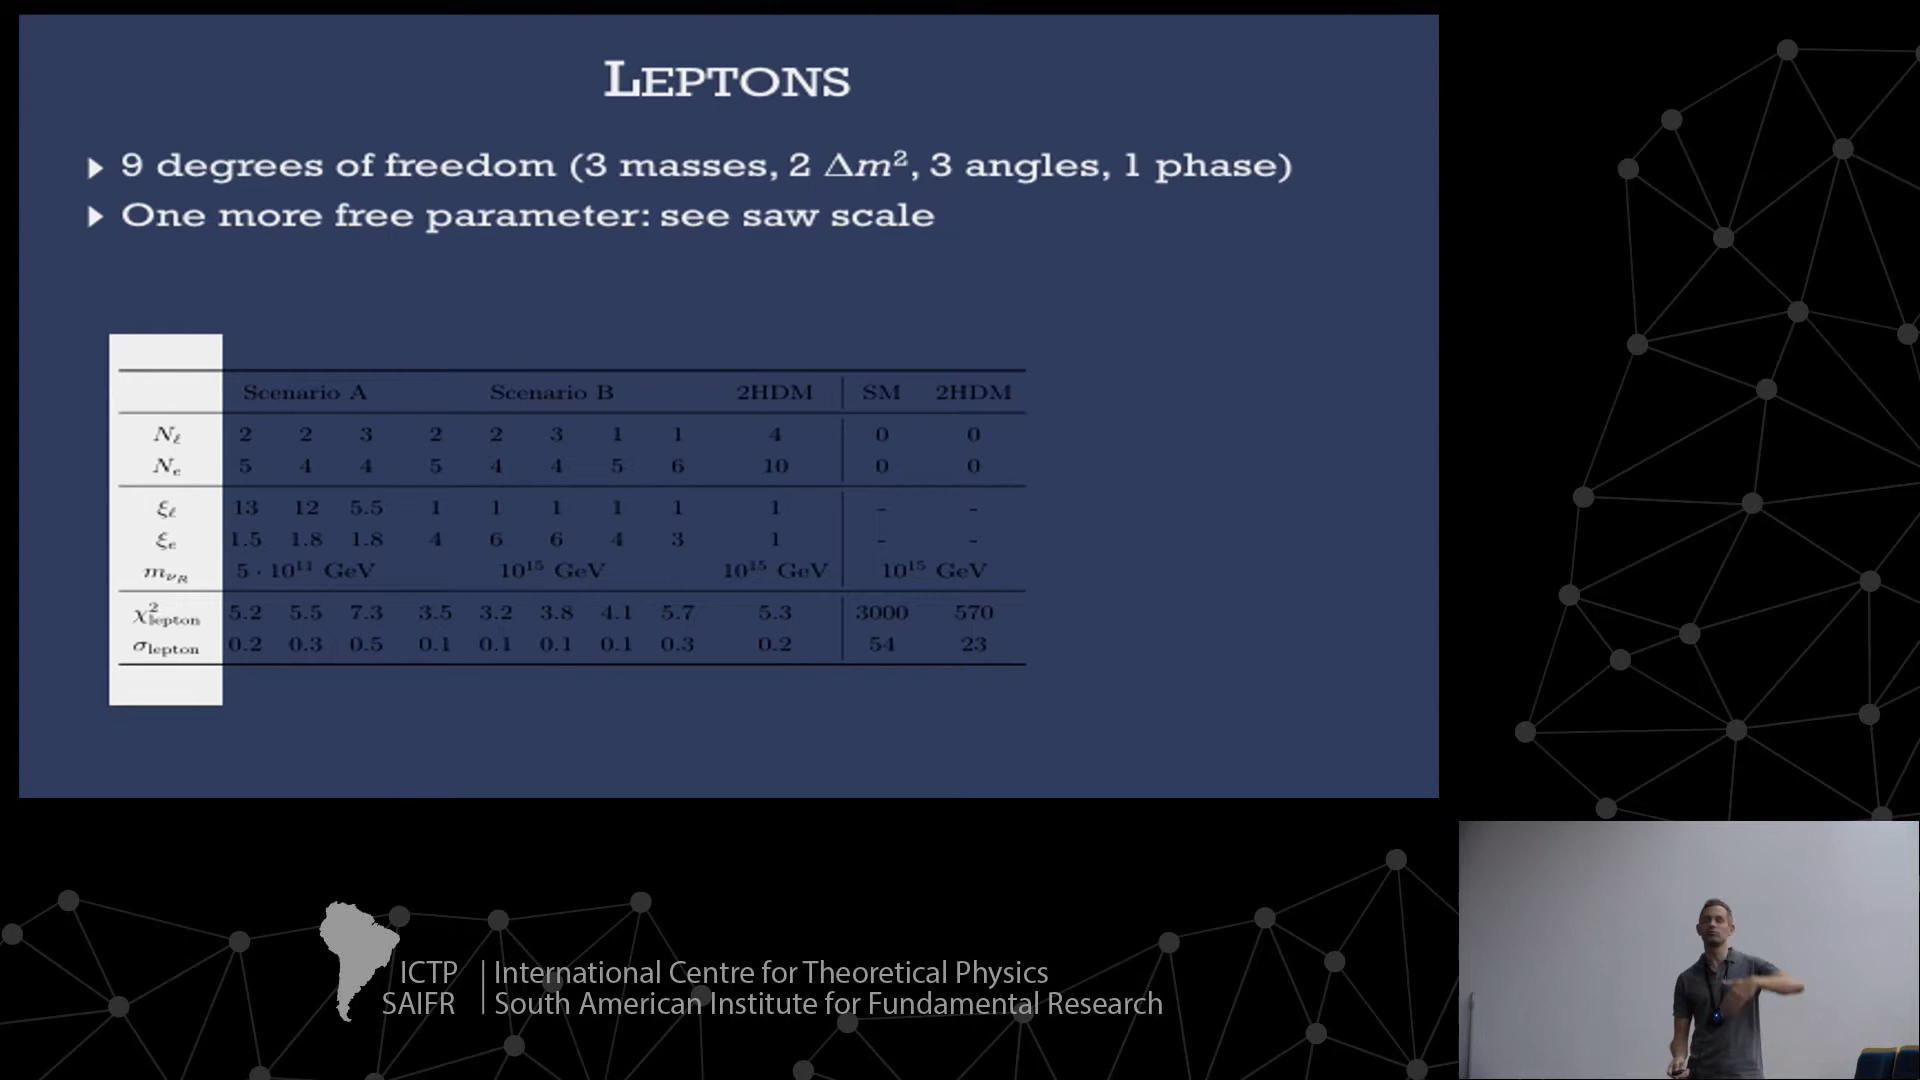 LEPTONS
▶ 9 degrees of freedom (3 masses, 2 Δm², 3 angles, 1 phase)
▶ One more free parameter: see saw scale
Scenario A Scenario B 2HDM SM 2HDM
N_ℓ 2 2 3 2 2 3 1 1 4 0 0
N_e 5 4 4 5 4 4 5 6 10 0 0
ξ_ℓ 13 12 5.5 1 1 1 1 1 1 - -
ξ_e 1.5 1.8 1.8 4 6 6 4 3 1 - -
m_{ν_R} 5 · 10¹¹ GeV 10¹⁵ GeV 10¹⁵ GeV 10¹⁵ GeV
χ²_lepton 5.2 5.5 7.3 3.5 3.2 3.8 4.1 5.7 5.3 3000 570
σ_lepton 0.2 0.3 0.5 0.1 0.1 0.1 0.1 0.3 0.2 54 23
ICTP International Centre for Theoretical Physics
SAIFR South American Institute for Fundamental Research